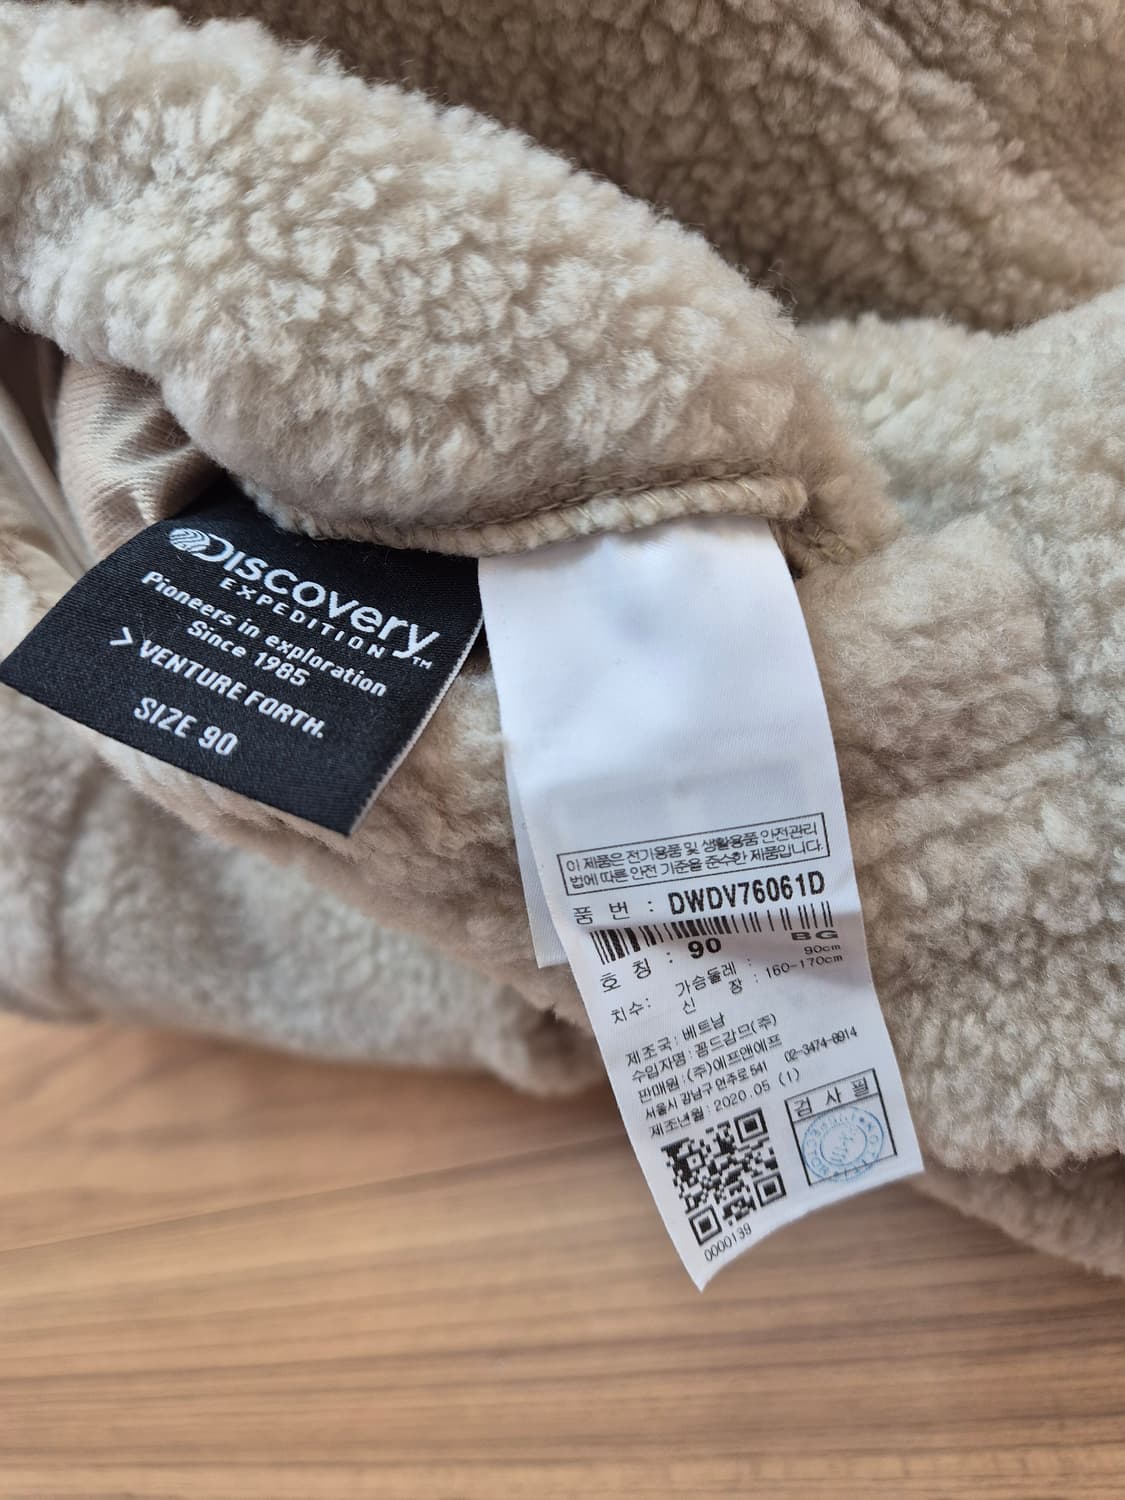 Discovery
EXPEDITION™
Pioneers in exploration
Since 1985
> VENTURE FORTH.
SIZE 90
이 제품은 전기용품 및 생활용품 안전관리
법에 따른 안전 기준을 준수한 제품입니다.
품 번 : DWDV76061D
BG
호 칭 : 90
치수: 가슴둘레 : 90cm
신 장 : 160-170cm
제조국: 베트남
수입자명: 꼼드감므(주)
판매원: (주)에프앤에프 02-3474-8914
서울시 강남구 언주로 541
제조년월: 2020.05 (1)
검 사 필
0000139